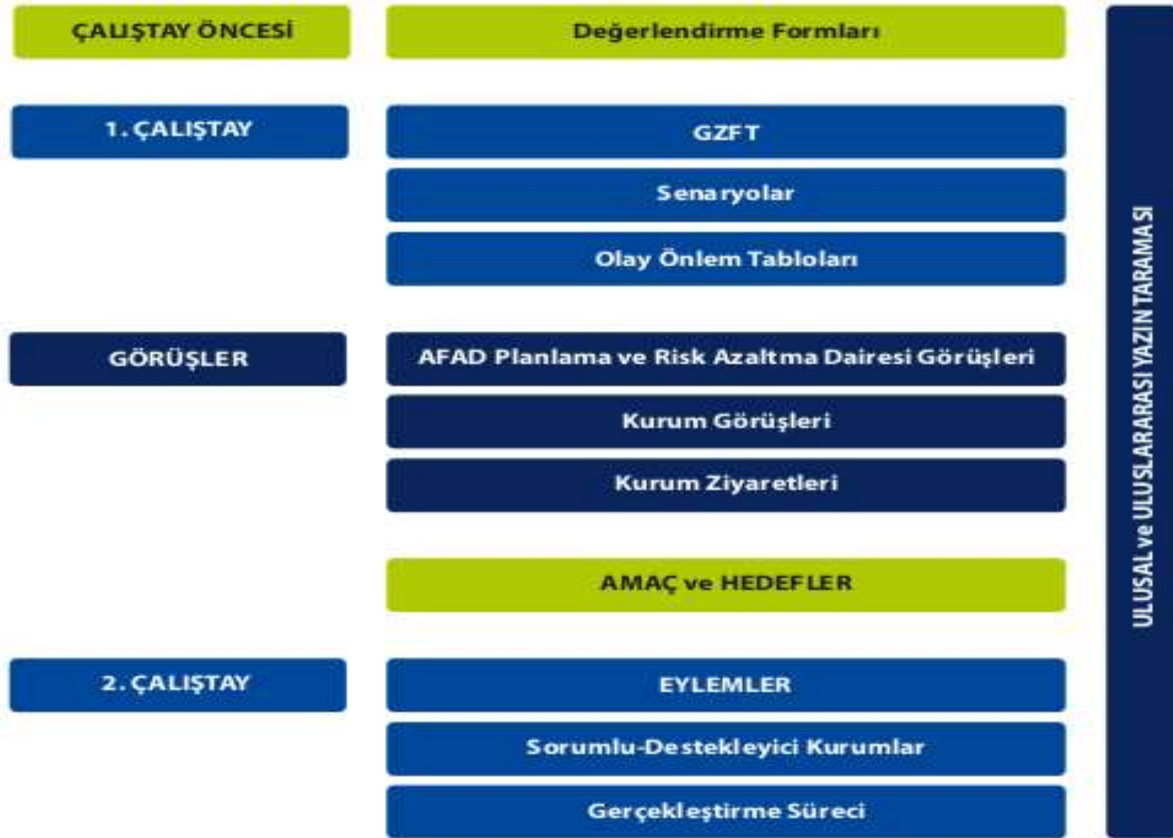 ÇALIŞTAY ÖNCESİ
Değerlendirme Formları
1. ÇALIŞTAY
GZFT
Senaryolar
Olay Önlem Tabloları
GÖRÜŞLER
AFAD Planlama ve Risk Azaltma Dairesi Görüşleri
Kurum Görüşleri
Kurum Ziyaretleri
AMAÇ ve HEDEFLER
2. ÇALIŞTAY
EYLEMLER
Sorumlu-Destekleyici Kurumlar
Gerçekleştirme Süreci
ULUSAL ve ULUSLARARASI YAZIN TARAMASI